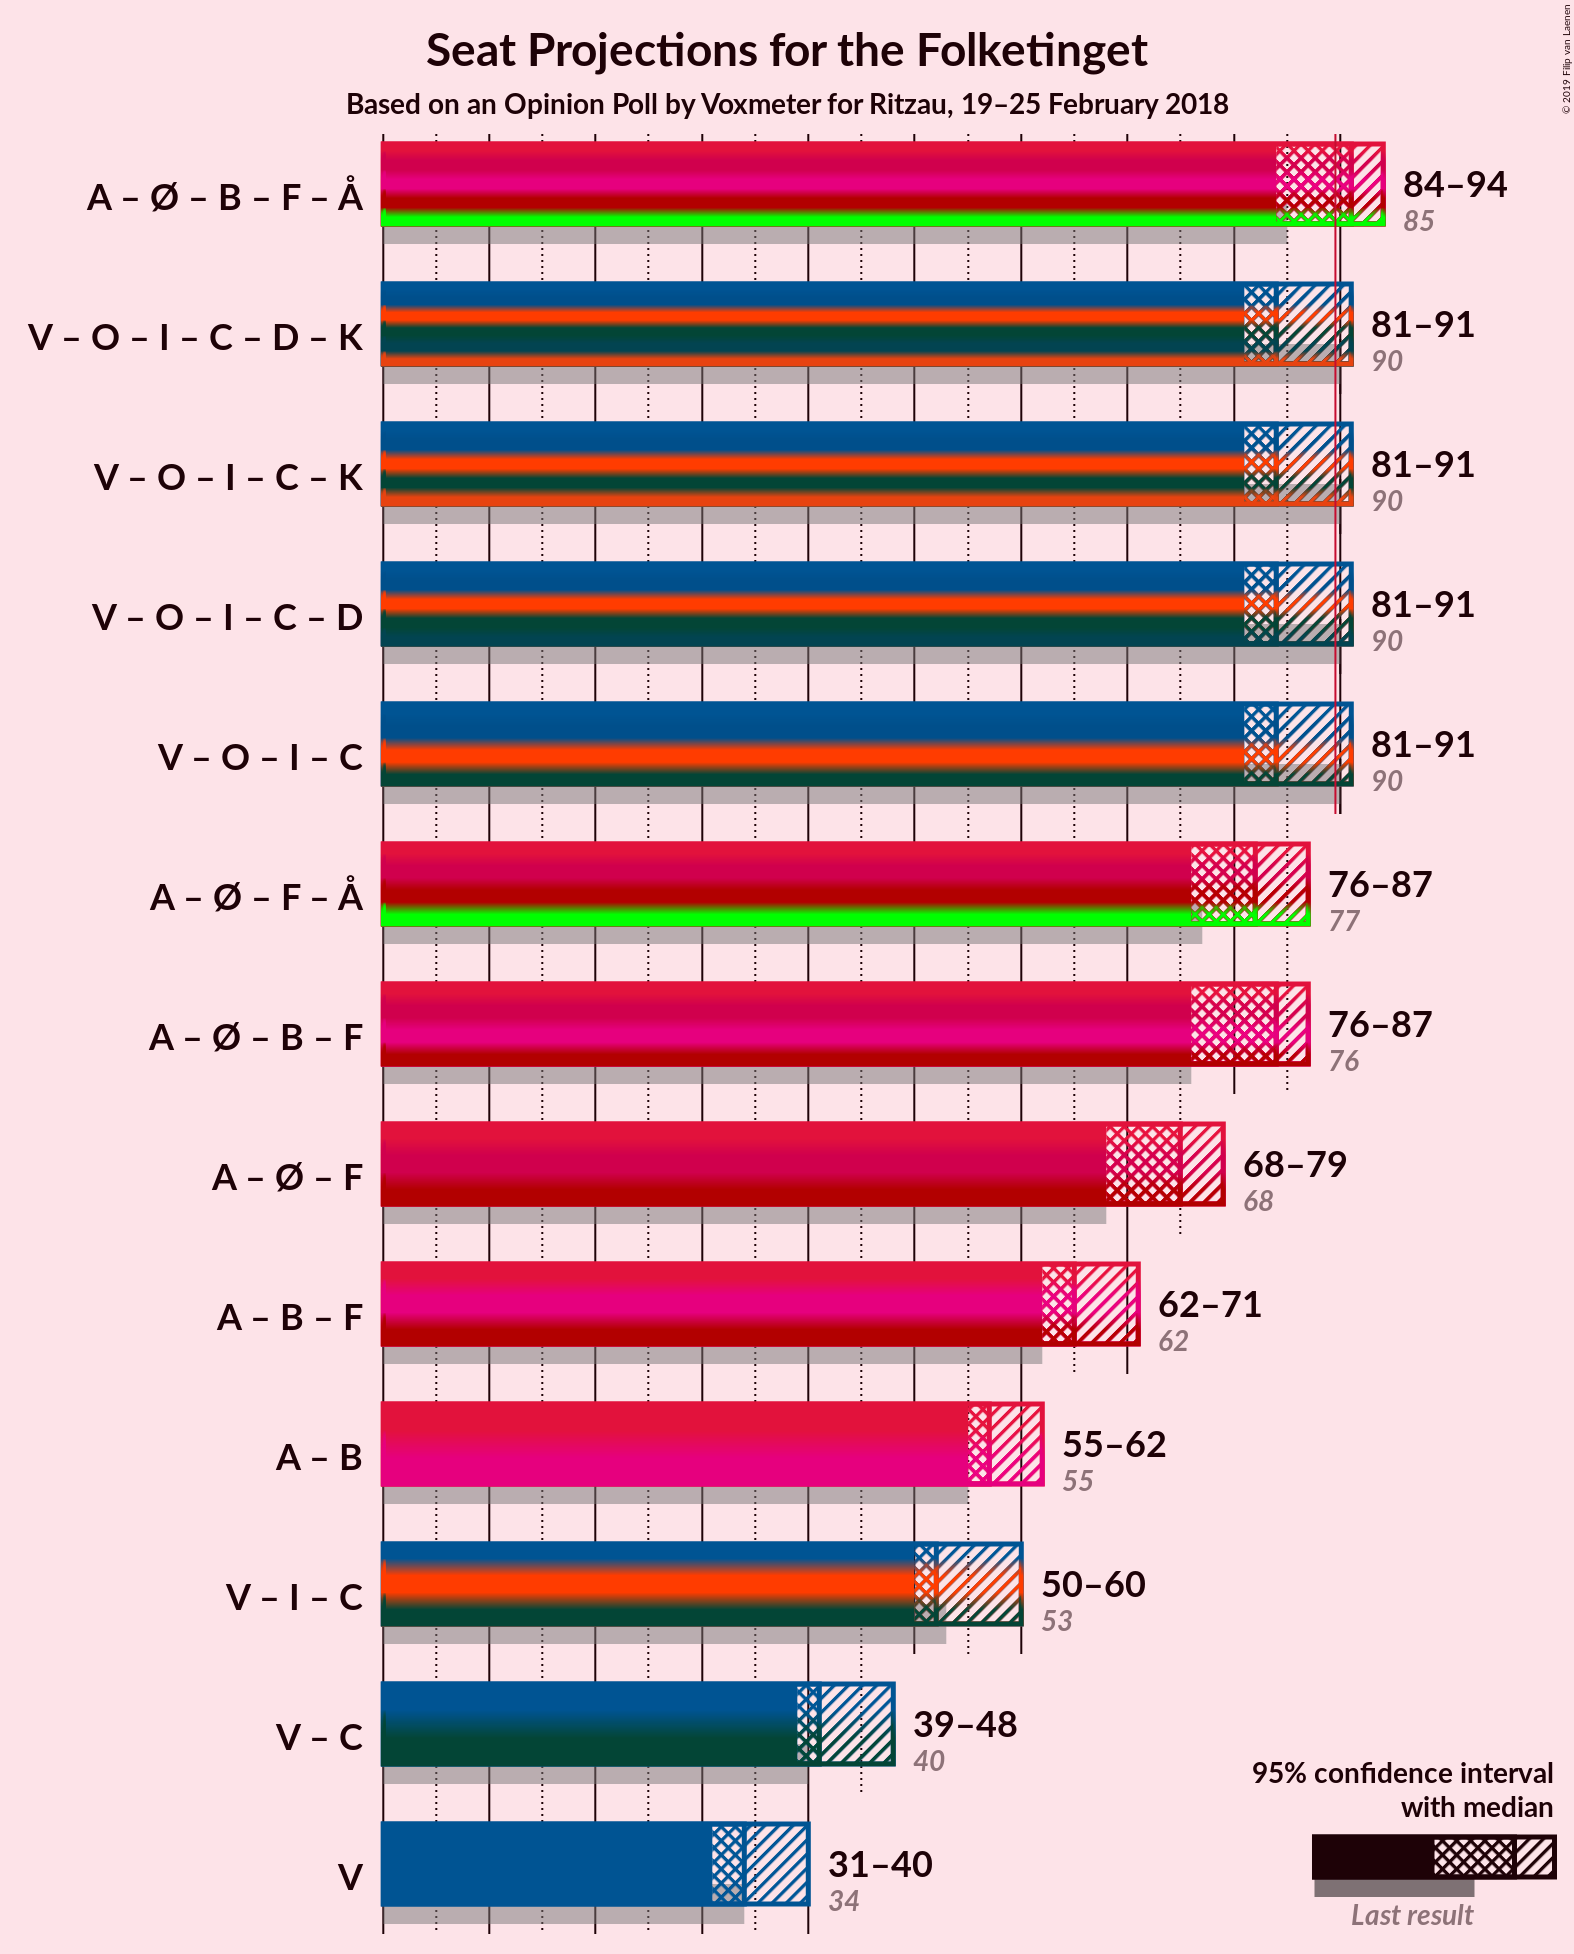 Seat Projections for the Folketinget
Based on an Opinion Poll by Voxmeter for Ritzau, 19–25 February 2018
© 2019 Filip van Laenen
A – Ø – B – F – Å
84–94
85
V – O – I – C – D – K
81–91
90
V – O – I – C – K
81–91
90
V – O – I – C – D
81–91
90
V – O – I – C
81–91
90
A – Ø – F – Å
76–87
77
A – Ø – B – F
76–87
76
A – Ø – F
68–79
68
A – B – F
62–71
62
A – B
55–62
55
V – I – C
50–60
53
V – C
39–48
40
V
31–40
34
95% confidence interval
with median
Last result